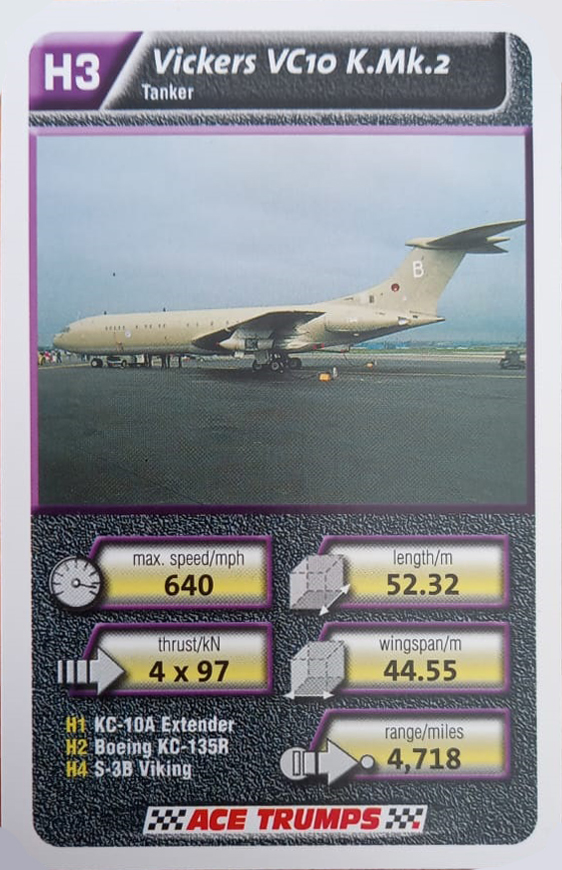 H3
Vickers VC10 K.Mk.2
Tanker
B
max. speed/mph
640
length/m
52.32
thrust/kN
4 x 97
wingspan/m
44.55
H1 KC-10A Extender
H2 Boeing KC-135R
H4 S-3B Viking
range/miles
4,718
ACE TRUMPS